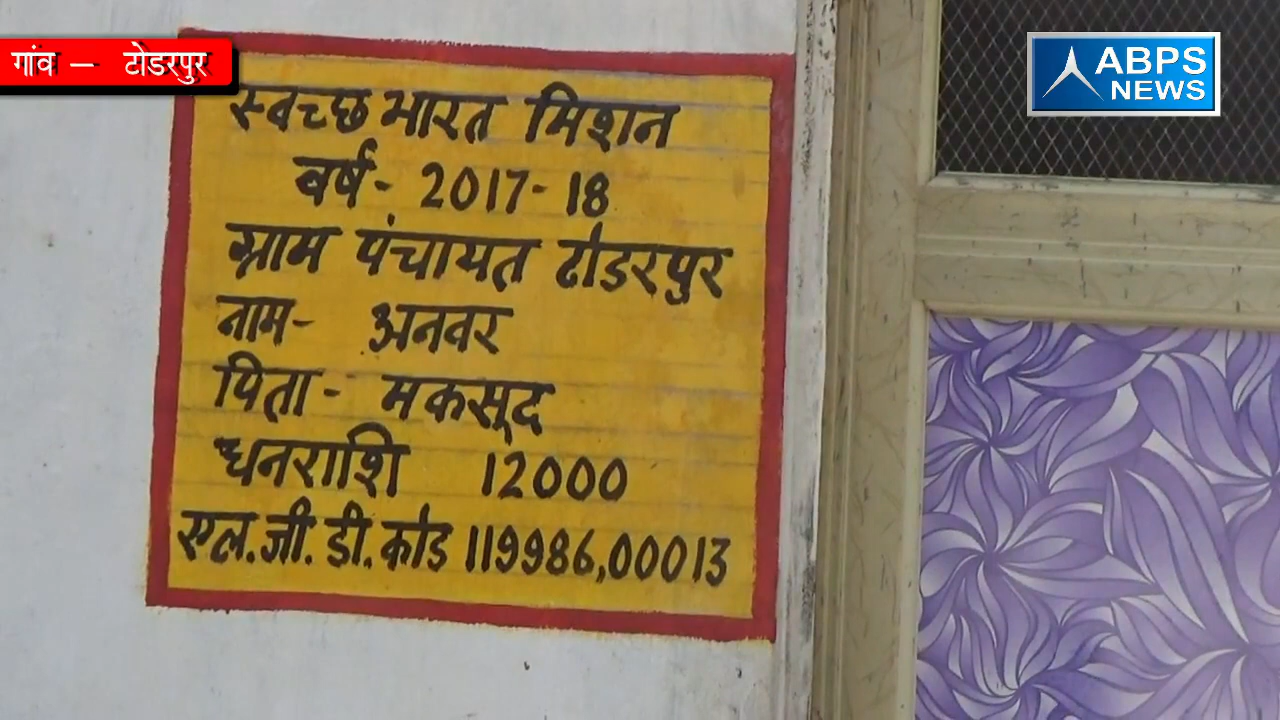 गांव — टोडरपुर
ABPS
NEWS
स्वच्छ भारत मिशन
वर्ष- 2017-18
ग्राम पंचायत टोडरपुर
नाम- अनवर
पिता- मकसूद
धनराशि 12000
एल.जी.डी.कोड 119986,00013